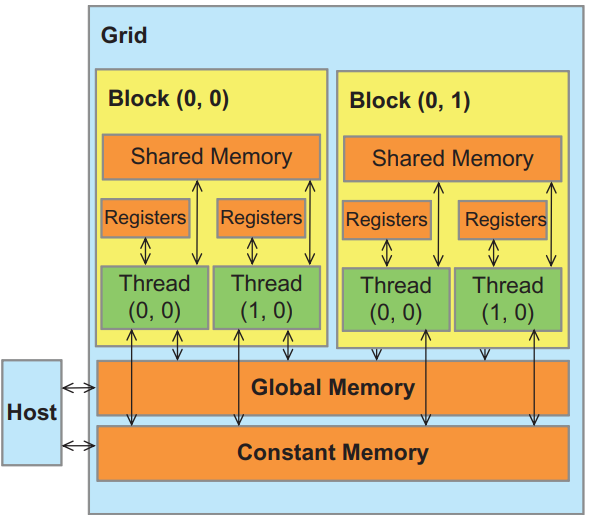 Grid
Block (0, 0)
Shared Memory
Registers
Registers
Thread
(0, 0)
Thread
(1, 0)
Block (0, 1)
Shared Memory
Registers
Registers
Thread
(0, 0)
Thread
(1, 0)
Host
Global Memory
Constant Memory